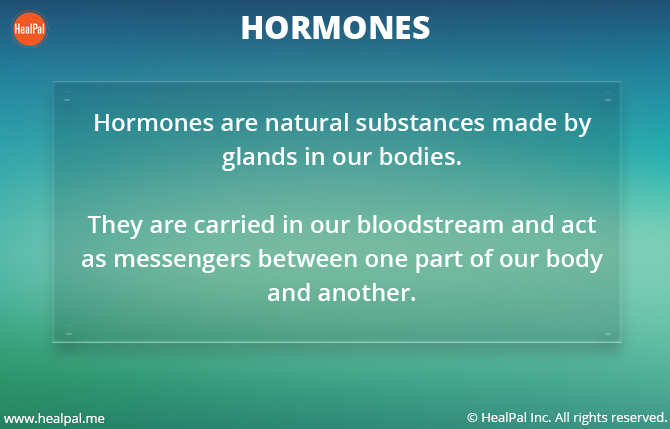 HealPal
HORMONES
Hormones are natural substances made by
glands in our bodies.
They are carried in our bloodstream and act
as messengers between one part of our body
and another.
www.healpal.me
© HealPal Inc. All rights reserved.